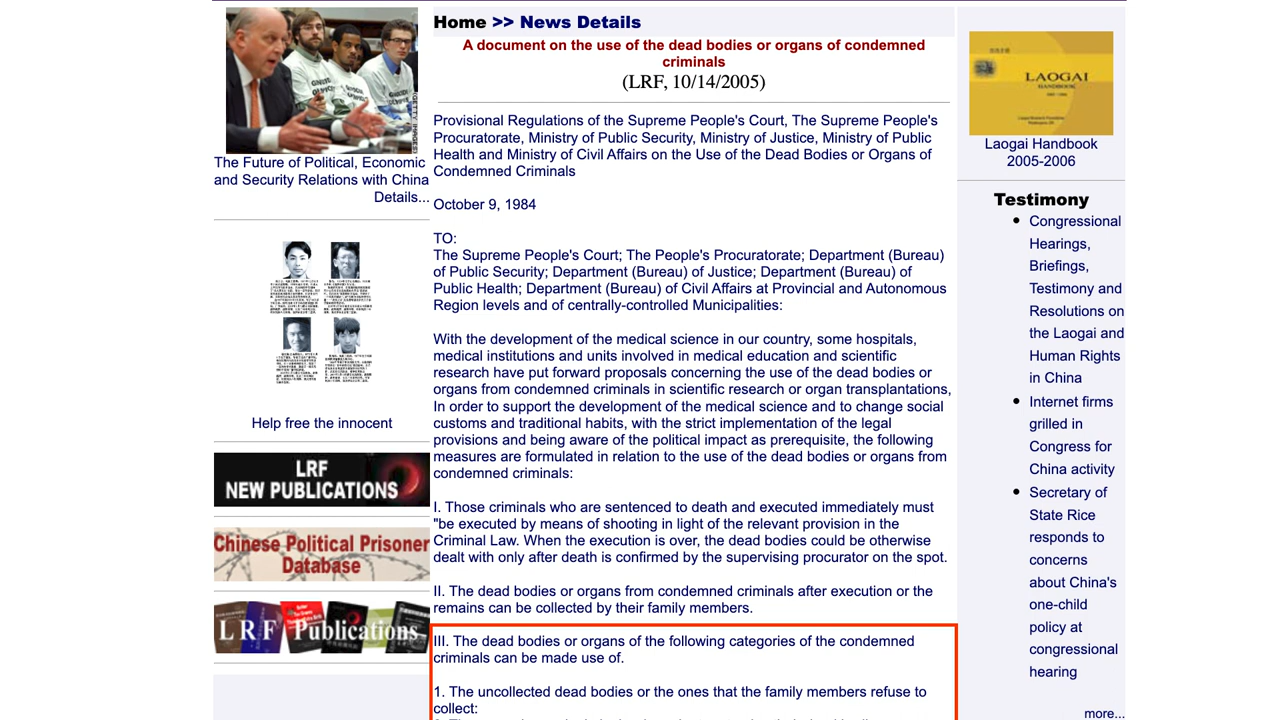 Home >> News Details
A document on the use of the dead bodies or organs of condemned
criminals
(LRF, 10/14/2005)
Provisional Regulations of the Supreme People's Court, The Supreme People's
Procuratorate, Ministry of Public Security, Ministry of Justice, Ministry of Public
Health and Ministry of Civil Affairs on the Use of the Dead Bodies or Organs of
Condemned Criminals
October 9, 1984
TO:
The Supreme People's Court; The People's Procuratorate; Department (Bureau)
of Public Security; Department (Bureau) of Justice; Department (Bureau) of
Public Health; Department (Bureau) of Civil Affairs at Provincial and Autonomous
Region levels and of centrally-controlled Municipalities:
With the development of the medical science in our country, some hospitals,
medical institutions and units involved in medical education and scientific
research have put forward proposals concerning the use of the dead bodies or
organs from condemned criminals in scientific research or organ transplantations,
In order to support the development of the medical science and to change social
customs and traditional habits, with the strict implementation of the legal
provisions and being aware of the political impact as prerequisite, the following
measures are formulated in relation to the use of the dead bodies or organs from
condemned criminals:
I. Those criminals who are sentenced to death and executed immediately must
"be executed by means of shooting in light of the relevant provision in the
Criminal Law. When the execution is over, the dead bodies could be otherwise
dealt with only after death is confirmed by the supervising procurator on the spot.
II. The dead bodies or organs from condemned criminals after execution or the
remains can be collected by their family members.
III. The dead bodies or organs of the following categories of the condemned
criminals can be made use of.
1. The uncollected dead bodies or the ones that the family members refuse to
collect:
The Future of Political, Economic
and Security Relations with China
Details...
Help free the innocent
LRF
NEW PUBLICATIONS
Chinese Political Prisoner
Database
LRF Publications
LAOGAI
HANDBOOK
Laogai Handbook
2005-2006
Testimony
Congressional
Hearings,
Briefings,
Testimony and
Resolutions on
the Laogai and
Human Rights
in China
Internet firms
grilled in
Congress for
China activity
Secretary of
State Rice
responds to
concerns
about China's
one-child
policy at
congressional
hearing
more...